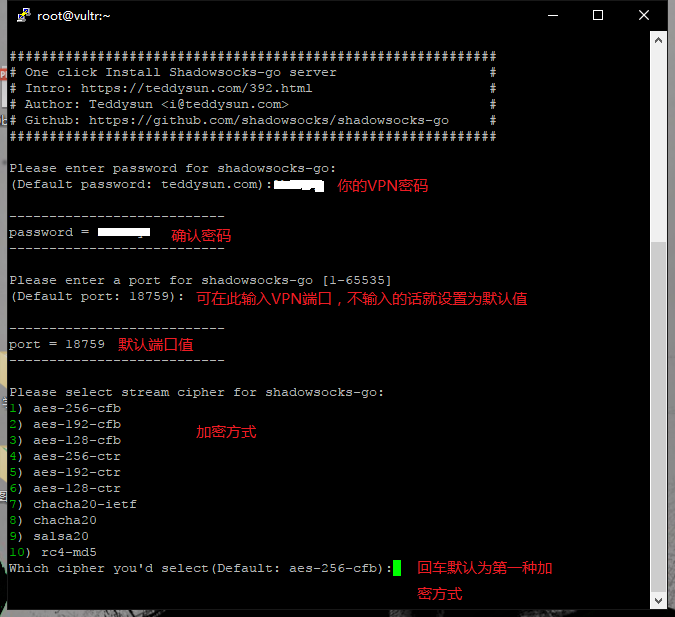 root@vultr:~
#############################################################
# One click Install Shadowsocks-go server #
# Intro: https://teddysun.com/392.html #
# Author: Teddysun <i@teddysun.com> #
# Github: https://github.com/shadowsocks/shadowsocks-go #
#############################################################
Please enter password for shadowsocks-go:
(Default password: teddysun.com): 你的VPN密码
---------------------------
password = 确认密码
---------------------------
Please enter a port for shadowsocks-go [1-65535]
(Default port: 18759): 可在此输入VPN端口，不输入的话就设置为默认值
---------------------------
port = 18759 默认端口值
---------------------------
Please select stream cipher for shadowsocks-go:
1) aes-256-cfb
2) aes-192-cfb
加密方式
3) aes-128-cfb
4) aes-256-ctr
5) aes-192-ctr
6) aes-128-ctr
7) chacha20-ietf
8) chacha20
9) salsa20
10) rc4-md5
Which cipher you'd select(Default: aes-256-cfb): 回车默认为第一种加
密方式